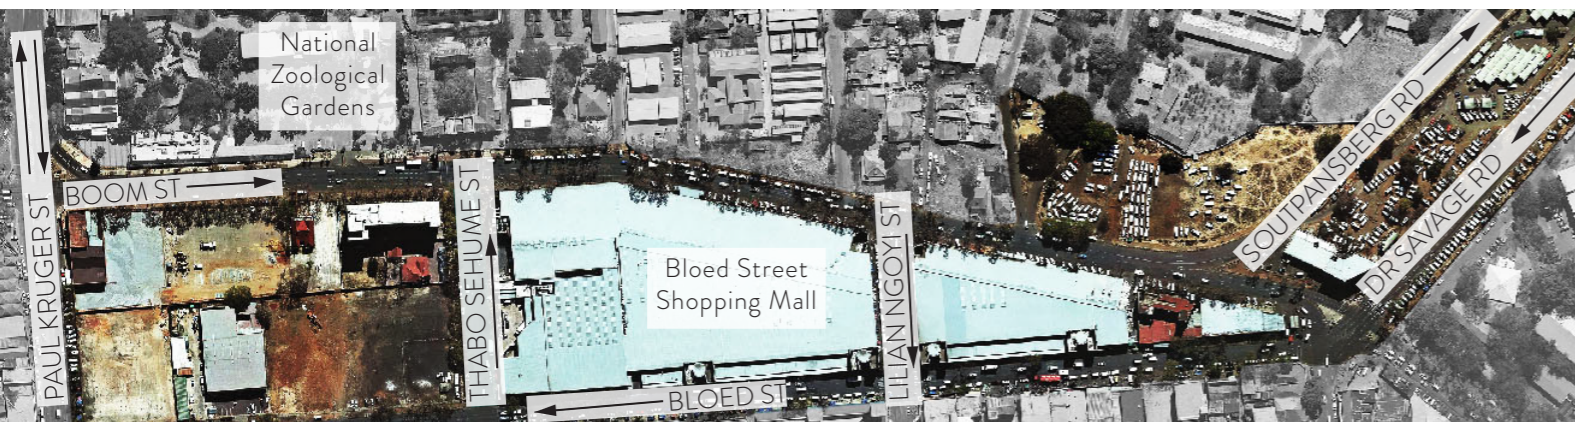 National
Zoological
Gardens
PAUL KRUGER ST
BOOM ST
THABO SEHUME ST
Bloed Street
Shopping Mall
BLOED ST
LILIAN NGOYI ST
SOUTPANSBERG RD
DR SAVAGE RD